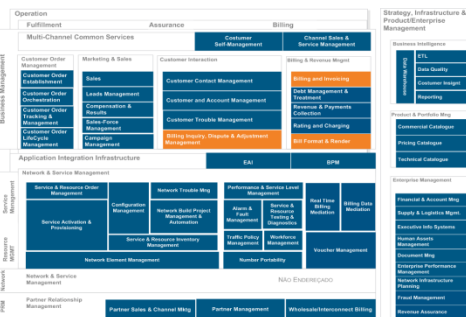 Operation
Fulfillment
Assurance
Billing
Multi-Channel Common Services
Costumer
Self-Management
Channel Sales &
Service Management
Business Management
Customer Order
Management
Customer Order
Establishment
Customer Order
Orchestration
Customer Order
Tracking &
Management
Customer Order
LifeCycle
Management
Marketing & Sales
Sales
Leads Management
Compensation &
Results
Sales-Force
Management
Campaign
Management
Customer Interaction
Customer Contact Management
Customer and Account Management
Customer Trouble Management
Billing Inquiry, Dispute & Adjustment
Management
Billing & Revenue Mngmt
Billing and Invoicing
Debt Management &
Treatment
Revenue & Payments
Collection
Rating and Charging
Bill Format & Render
Application Integration Infrastructure
EAI
BPM
Service
Management
Resource
MGMT
Network & Service Management
Service & Resource Order
Management
Service Activation &
Provisioning
Configuration
Management
Network Trouble Mng
Network Build Project
Management &
Automation
Service & Resource Inventory
Management
Network Element Management
Performance & Service Level
Management
Alarm &
Fault
Management
Service &
Resource
Testing &
Diagnostics
Traffic Policy
Management
Workforce
Management
Number Portability
Real Time
Billing
Mediation
Billing Data
Mediation
Voucher Management
Network
Network & Service
Management
NÃO ENDEREÇADO
PRM
Partner Relationship
Management
Partner Sales & Channel Mktg
Partner Management
Wholesale/Interconnect Billing
Strategy, Infrastructure &
Product/Enterprise
Management
Business Intelligence
Data Warehouse
ETL
Data Quality
Costumer Insignt
Reporting
Product & Portfolio Mng
Commercial Catalogue
Pricing Catalogue
Technical Catalogue
Enterprise Management
Financial & Account Mng
Supply & Logistics Mgmt.
Executive Info Systems
Human Assets
Management
Document Mng
Enterprise Performance
Management
Network Infrastructure
Planning
Fraud Management
Revenue Assurance